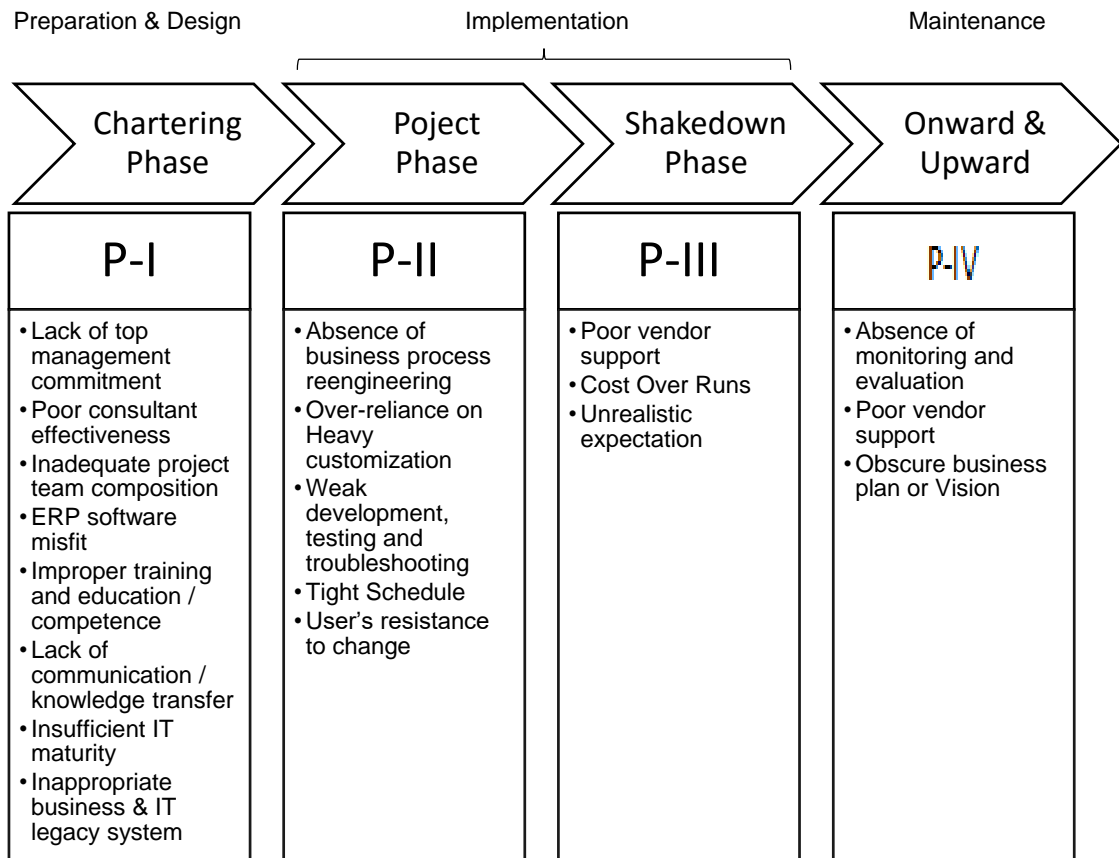 Preparation & Design
Implementation
Maintenance
Chartering
Phase
Poject
Phase
Shakedown
Phase
Onward &
Upward
P-I
• Lack of top
management
commitment
• Poor consultant
effectiveness
• Inadequate project
team composition
• ERP software
misfit
• Improper training
and education /
competence
• Lack of
communication /
knowledge transfer
• Insufficient IT
maturity
• Inappropriate
business & IT
legacy system
P-II
• Absence of
business process
reengineering
• Over-reliance on
Heavy
customization
• Weak
development,
testing and
troubleshooting
• Tight Schedule
• User’s resistance
to change
P-III
• Poor vendor
support
• Cost Over Runs
• Unrealistic
expectation
P-IV
• Absence of
monitoring and
evaluation
• Poor vendor
support
• Obscure business
plan or Vision